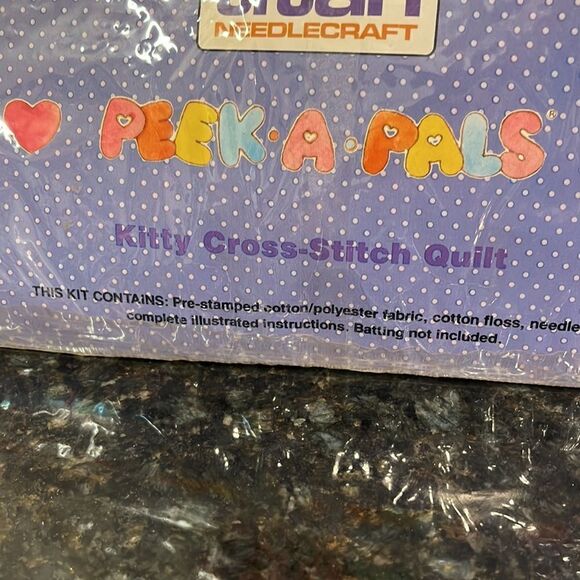 NEEDLECRAFT
PEEK·A·PALS®
Kitty Cross-Stitch Quilt
THIS KIT CONTAINS: Pre-stamped cotton/polyester fabric, cotton floss, needle
complete illustrated instructions. Batting not included.